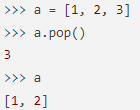 >>> a = [1, 2, 3]
>>> a.pop()
3
>>> a
[1, 2]